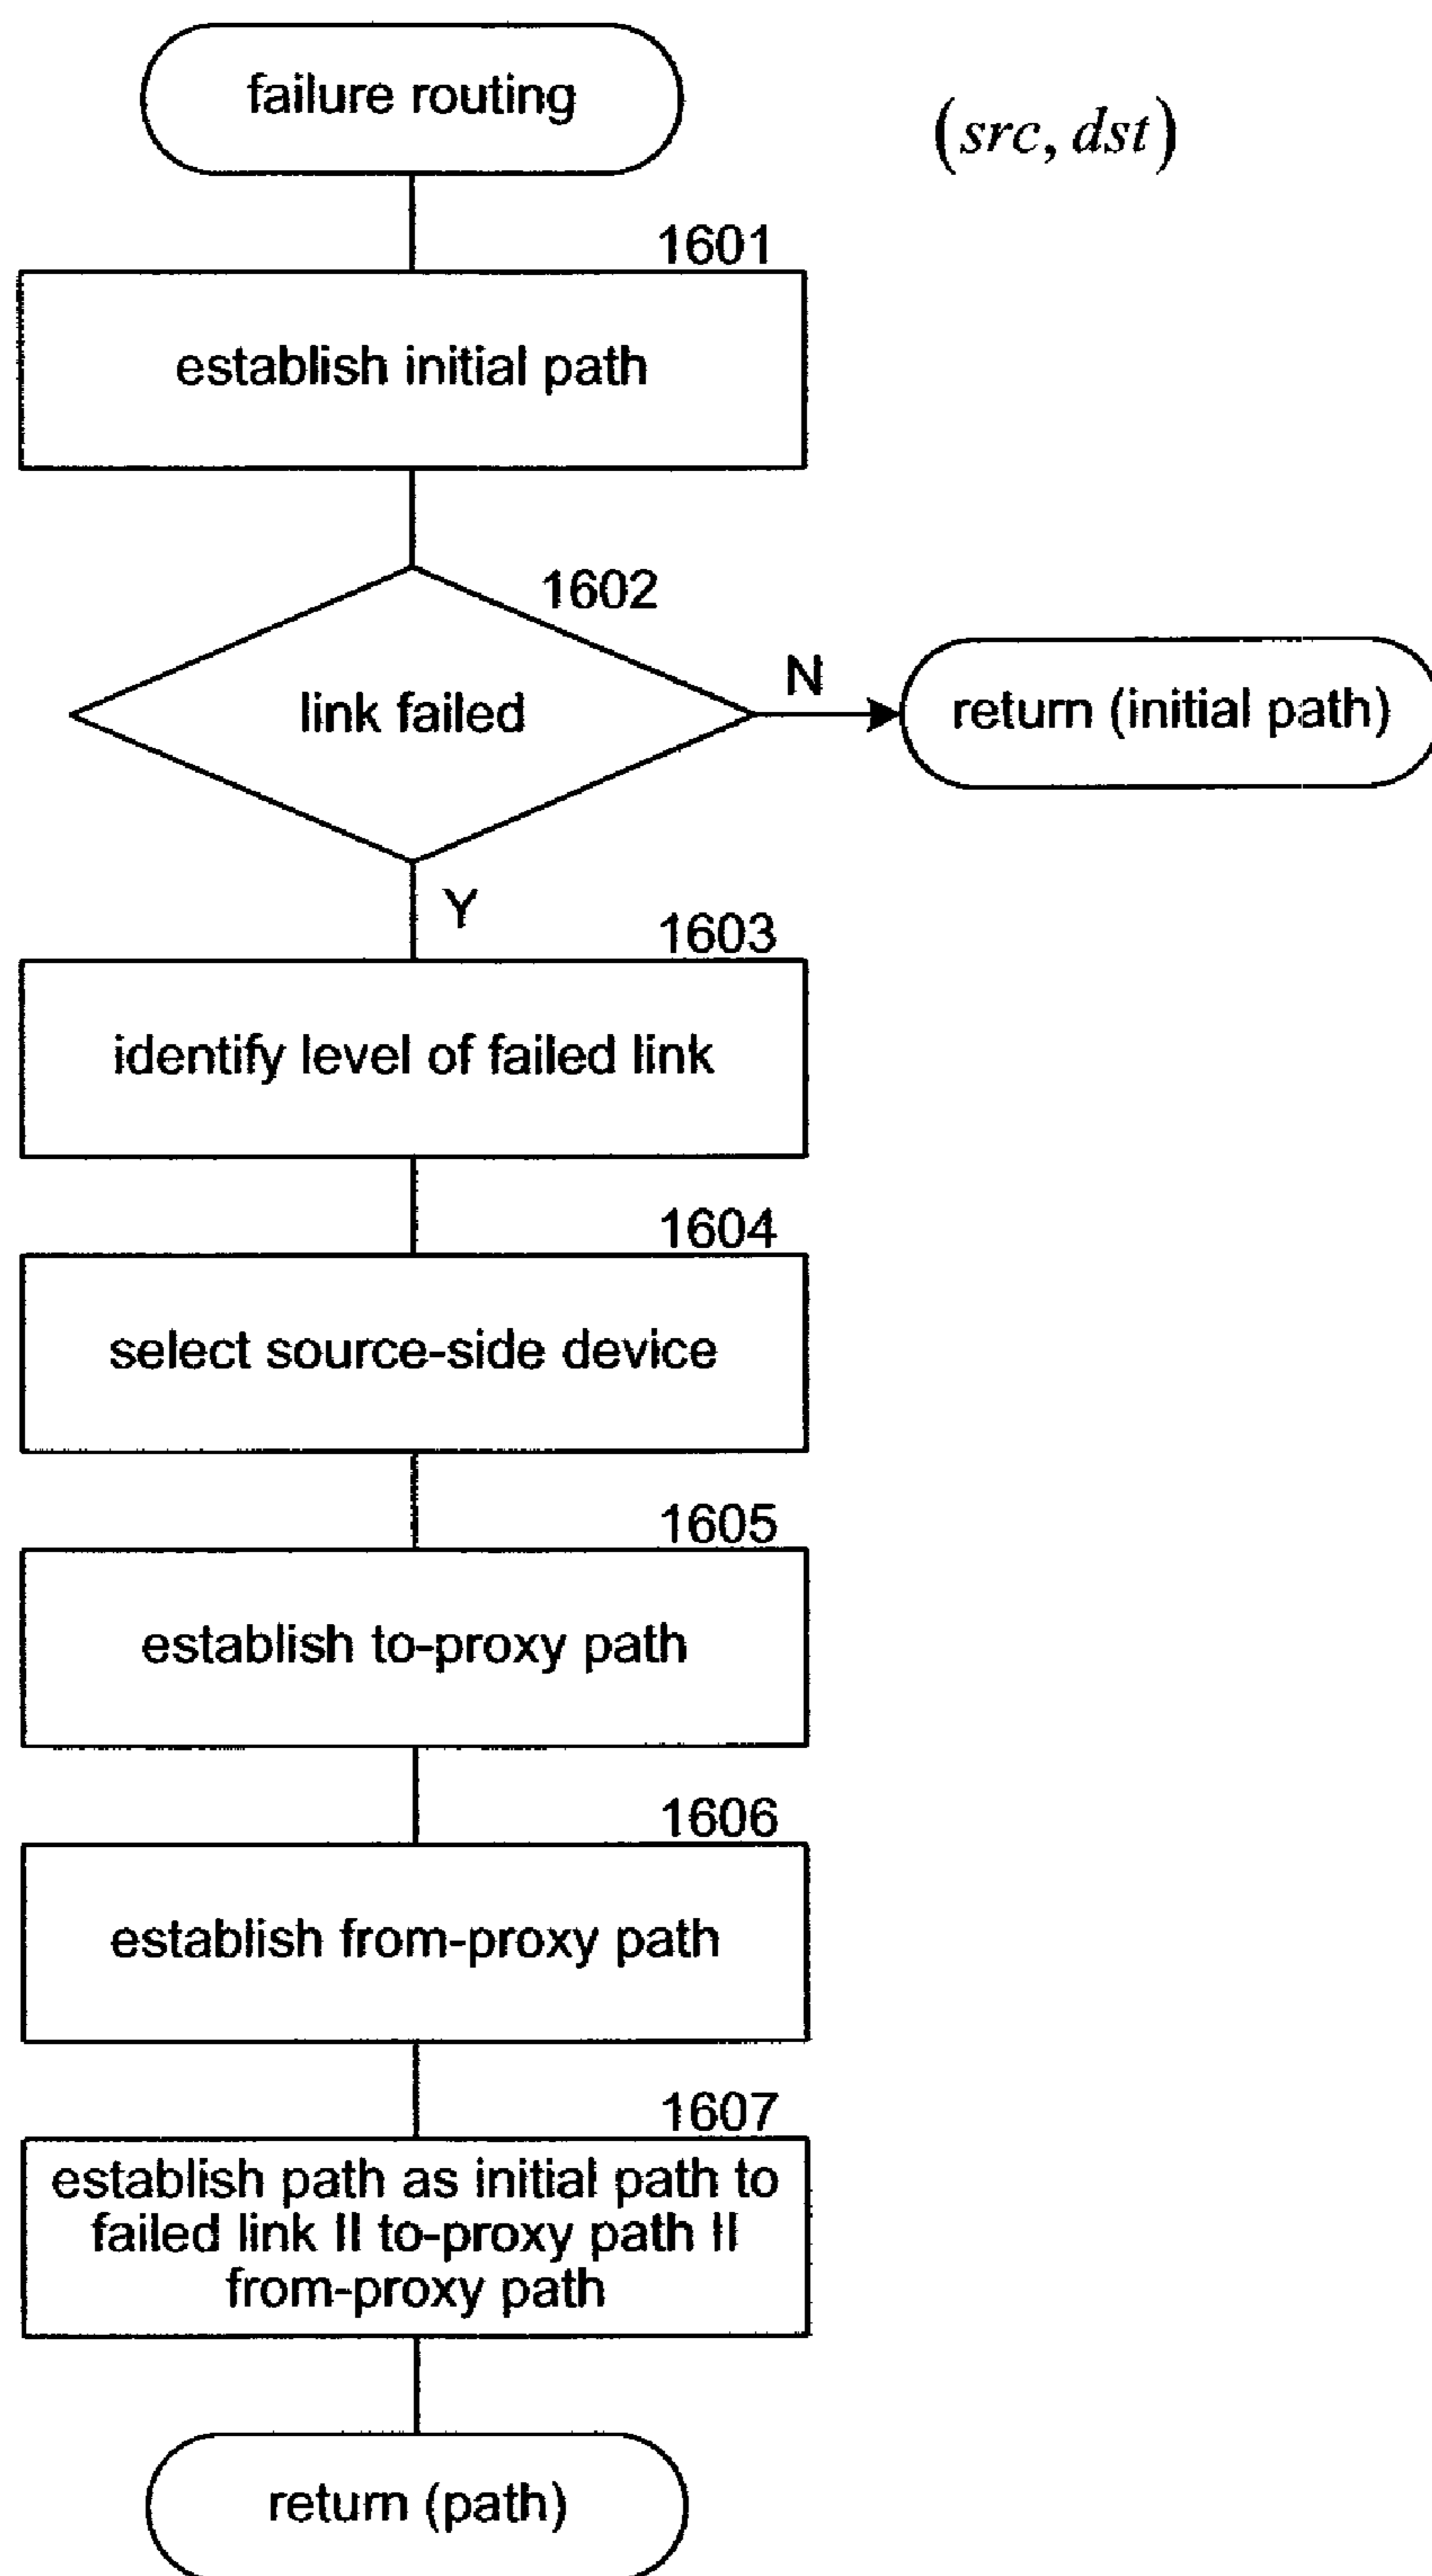 failure routing
(src, dst)
1601
establish initial path
1602
link failed
N
return (initial path)
Y
1603
identify level of failed link
1604
select source-side device
1605
establish to-proxy path
1606
establish from-proxy path
1607
establish path as initial path to
failed link II to-proxy path II
from-proxy path
return (path)